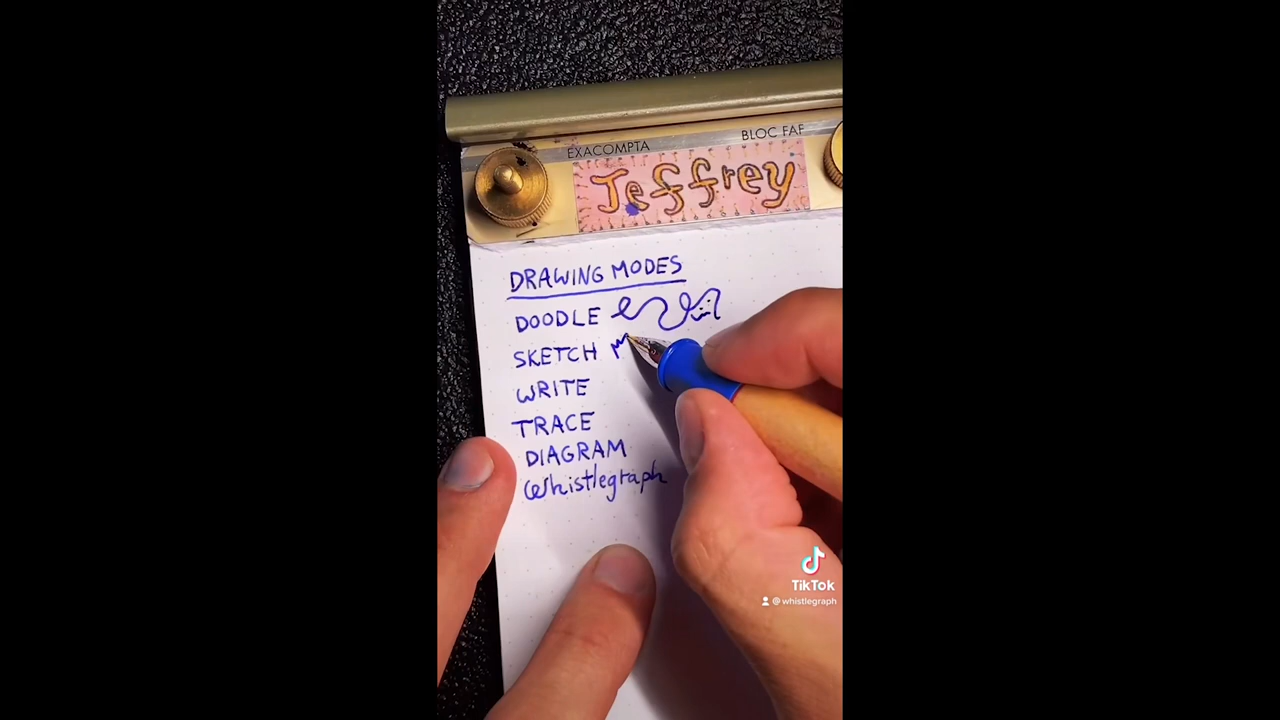 EXACOMPTA BLOC FAF
Jeffrey
DRAWING MODES
DOODLE
SKETCH
WRITE
TRACE
DIAGRAM
Whistlegraph
TikTok
@whistlegraph